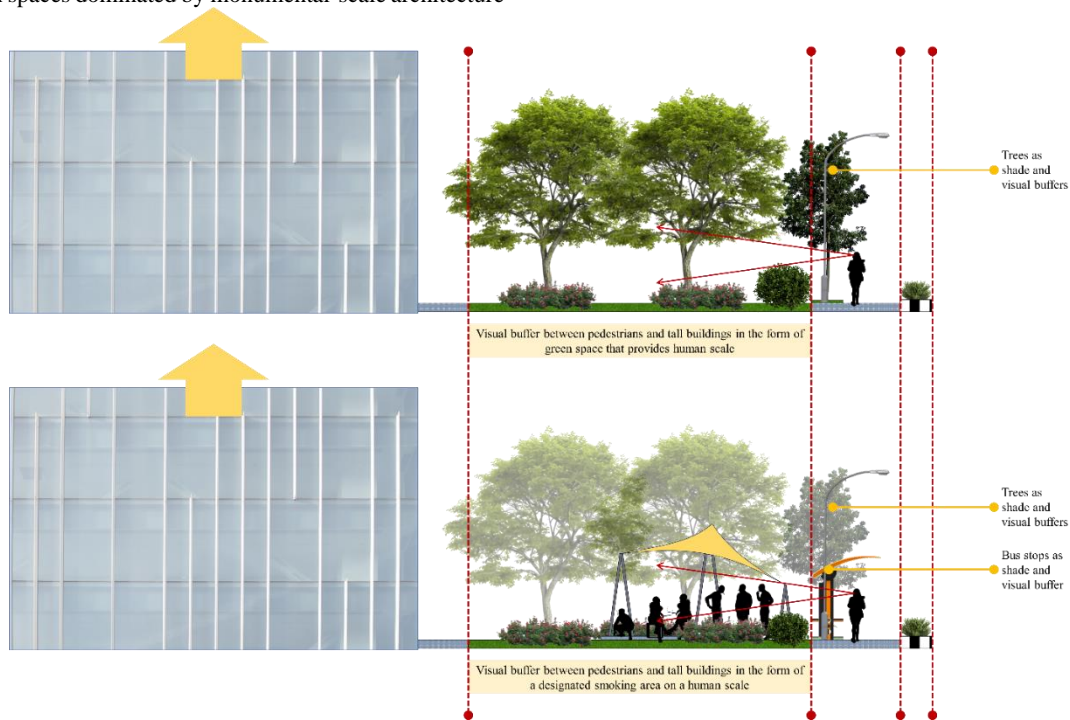 spaces dominated by monumental-scale architecture
Trees as
shade and
visual buffers
Visual buffer between pedestrians and tall buildings in the form of
green space that provides human scale
Trees as
shade and
visual buffers
Bus stops as
shade and
visual buffer
Visual buffer between pedestrians and tall buildings in the form of
a designated smoking area on a human scale